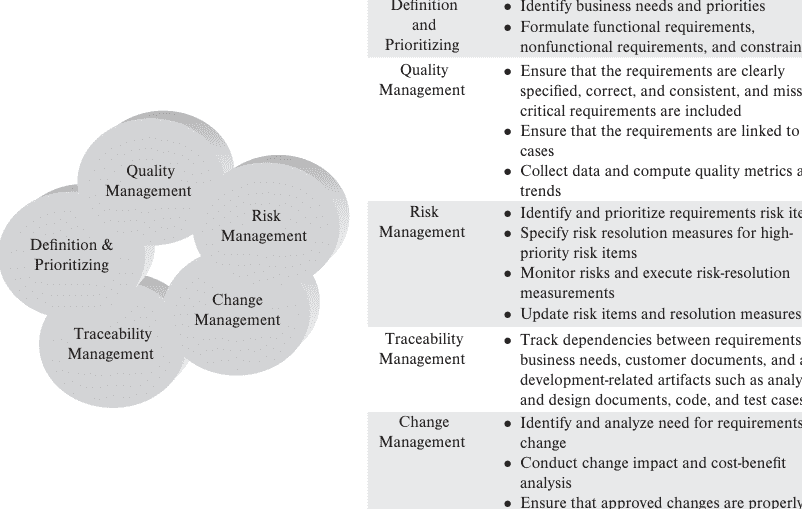 Quality
Management
Risk
Management
Definition &
Prioritizing
Change
Management
Traceability
Management
Definition
and
Prioritizing
• Identify business needs and priorities
• Formulate functional requirements,
nonfunctional requirements, and
Quality
Management
• Ensure that the requirements are clearly
specified, correct, and consistent, and
critical requirements are included
• Ensure that the requirements are linked to
cases
• Collect data and compute quality metrics
trends
Risk
Management
• Identify and prioritize requirements risk
• Specify risk resolution measures for high-
priority risk items
• Monitor risks and execute risk-resolution
measurements
• Update risk items and resolution measures
Traceability
Management
• Track dependencies between requirements
business needs, customer documents, and
development-related artifacts such as
and design documents, code, and test cases
Change
Management
• Identify and analyze need for requirements
change
• Conduct change impact and cost-benefit
analysis
• Ensure that approved changes are properly